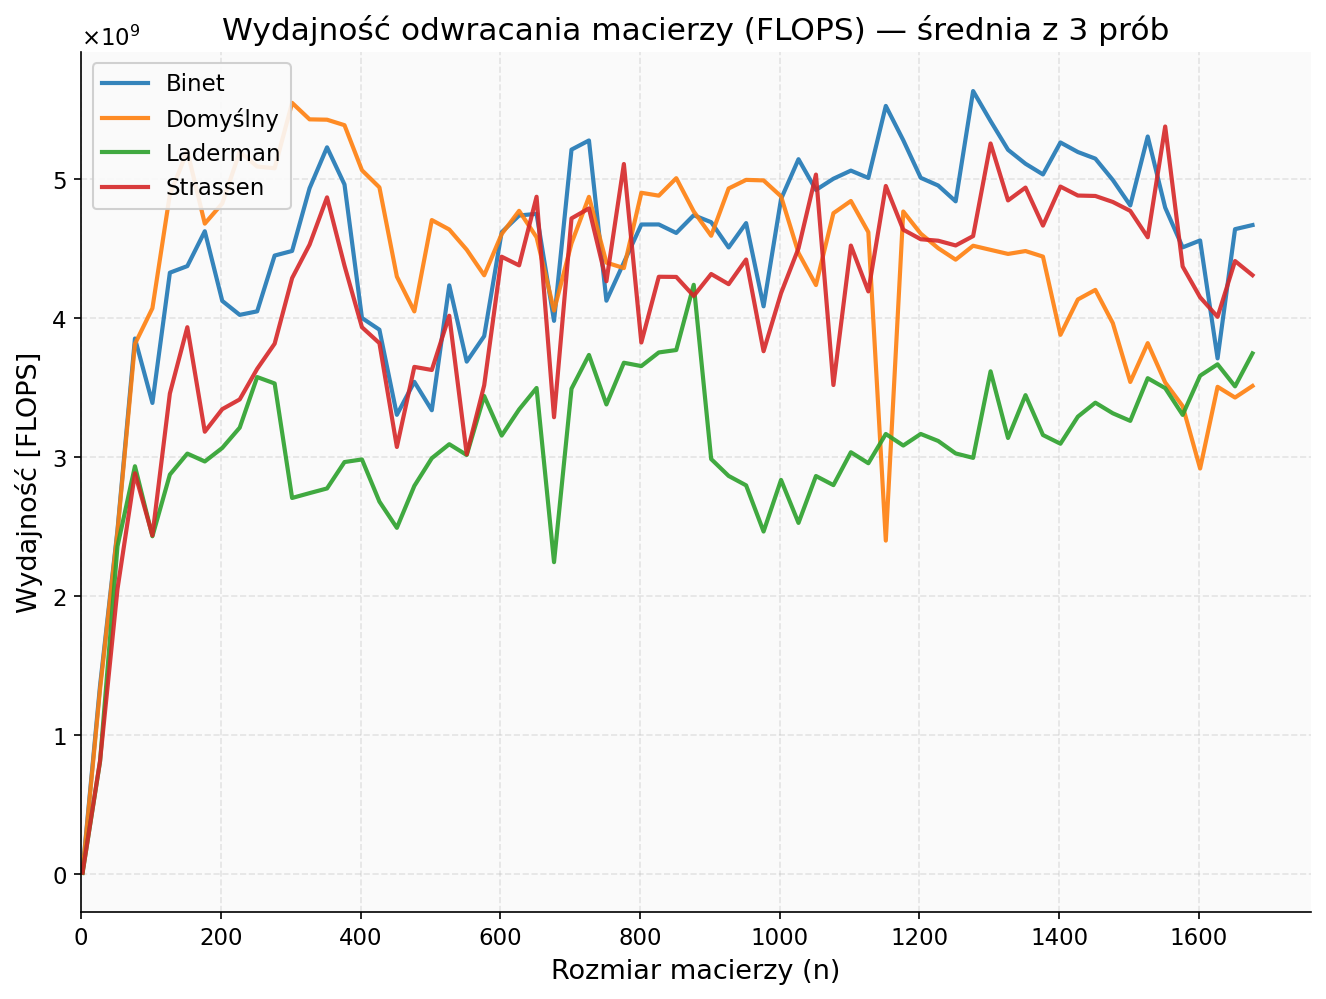 Wydajność odwracania macierzy (FLOPS) — średnia z 3 prób
×10⁹
Binet
Domyślny
Laderman
Strassen
Wydajność [FLOPS]
5
4
3
2
1
0
0 200 400 600 800 1000 1200 1400 1600
Rozmiar macierzy (n)